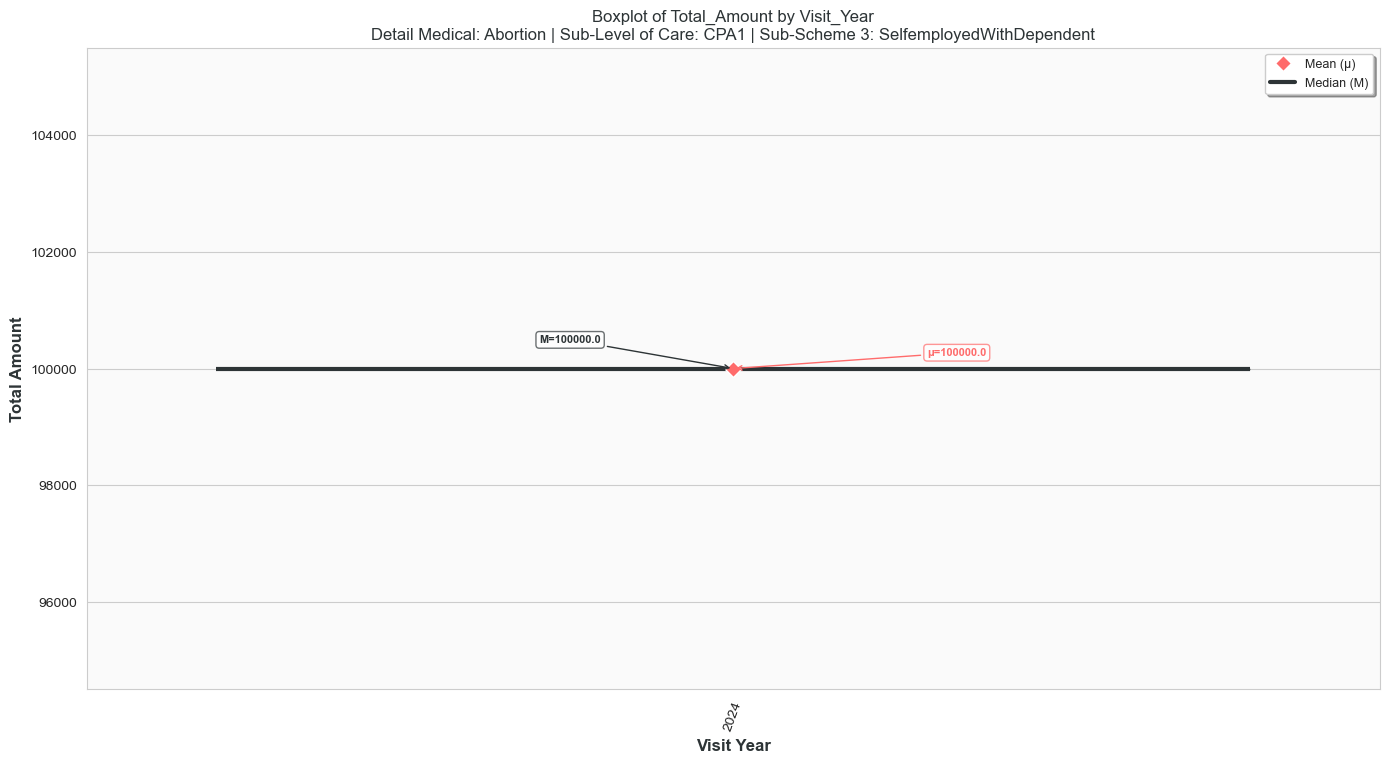 Boxplot of Total_Amount by Visit_Year
Detail Medical: Abortion | Sub-Level of Care: CPA1 | Sub-Scheme 3: SelfemployedWithDependent
Mean (μ)
Median (M)
104000
102000
100000
98000
96000
Total Amount
M=100000.0
μ=100000.0
2024
Visit Year